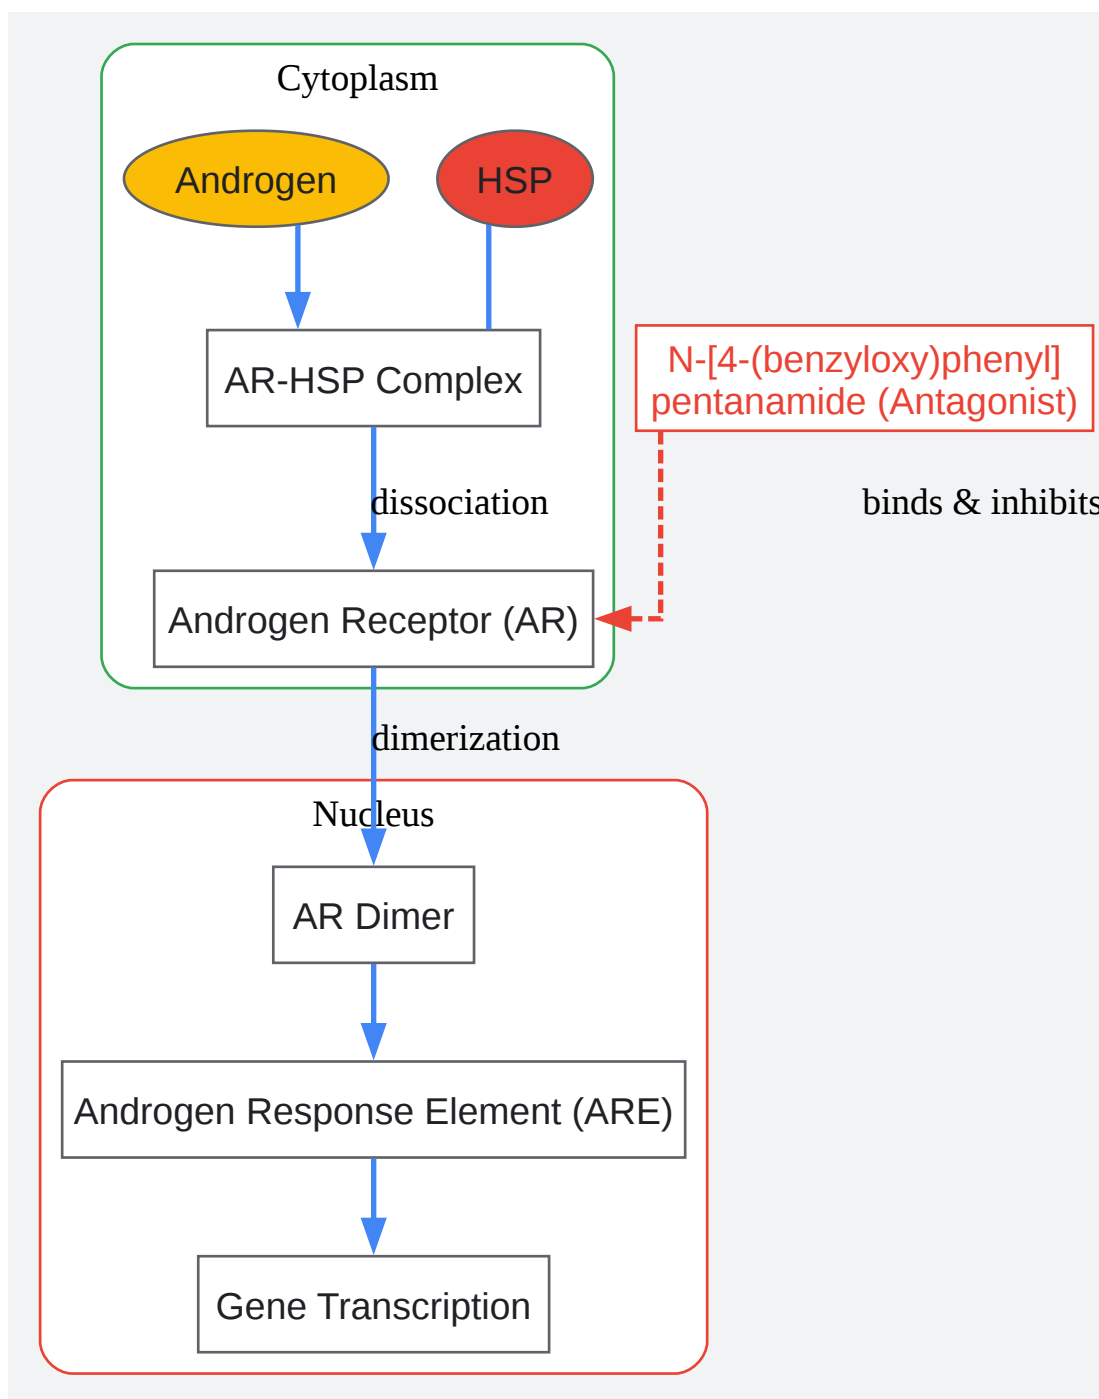 Cytoplasm
Androgen
HSP
AR-HSP Complex
N-[4-(benzyloxy)phenyl]
pentanamide (Antagonist)
dissociation
binds & inhibits
Androgen Receptor (AR)
dimerization
Nucleus
AR Dimer
Androgen Response Element (ARE)
Gene Transcription